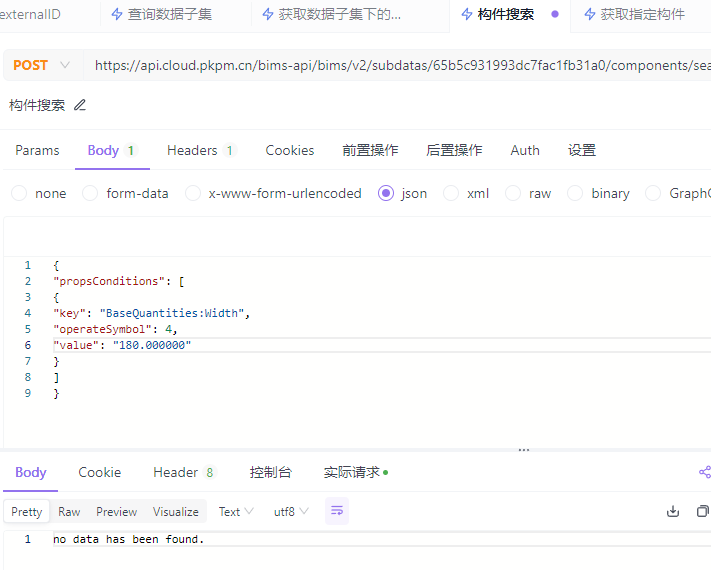 externalID 查询数据子集 获取数据子集下的... 构件搜索 获取指定构件
POST https://api.cloud.pkpm.cn/bims-api/bims/v2/subdatas/65b5c931993dc7fac1fb31a0/components/sea
构件搜索
Params Body 1 Headers 1 Cookies 前置操作 后置操作 Auth 设置
none form-data x-www-form-urlencoded json xml raw binary GraphQ
1 {
2 "propsConditions": [
3 {
4 "key": "BaseQuantities:Width",
5 "operateSymbol": 4,
6 "value": "180.000000"
7 }
8 ]
9 }
Body Cookie Header 8 控制台 实际请求
Pretty Raw Preview Visualize Text utf8
1 no data has been found.